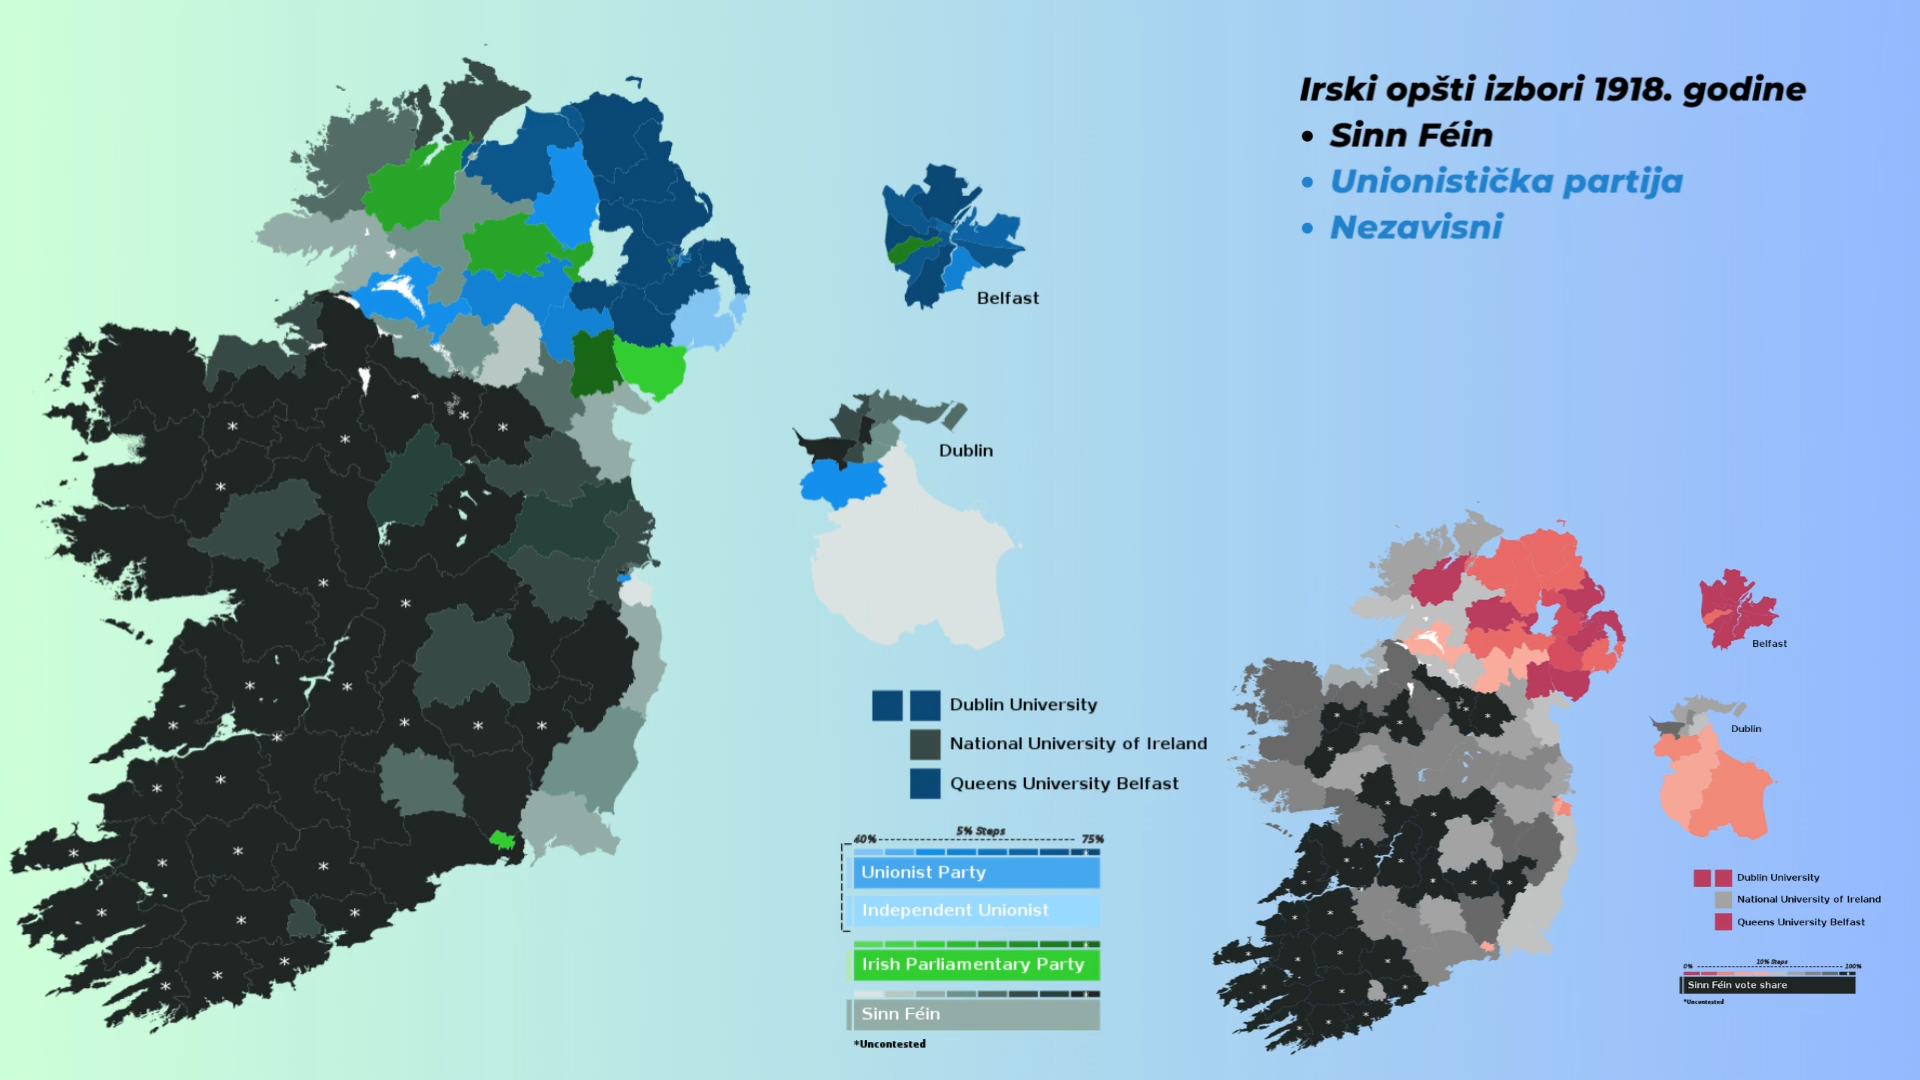 Irski opšti izbori 1918. godine
• Sinn Féin
• Unionistička partija
• Nezavisni
Belfast
Dublin
Dublin University
National University of Ireland
Queens University Belfast
5% Steps
40% 75%
Unionist Party
Independent Unionist
Irish Parliamentary Party
Sinn Féin
*Uncontested
Belfast
Dublin
Dublin University
National University of Ireland
Queens University Belfast
10% Steps
0% 100%
Sinn Féin vote share
*Uncontested